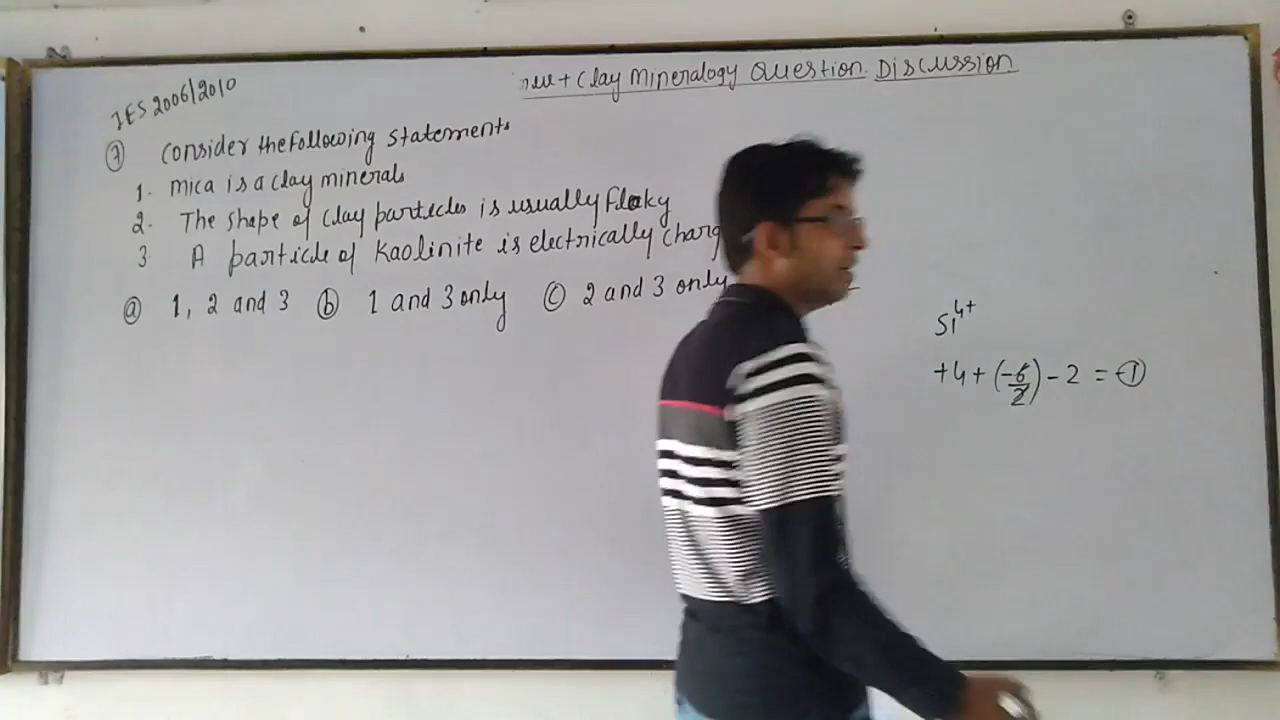 IES 2006/2010
+ Clay Mineralogy Question Discussion
7 Consider the following statements
1. Mica is a clay minerals
2. The shape of clay particles is usually flaky
3. A particle of Kaolinite is electrically charg
a 1, 2 and 3 b 1 and 3 only c 2 and 3 only
Si⁴⁺
+4 + (-6/2) - 2 = -1